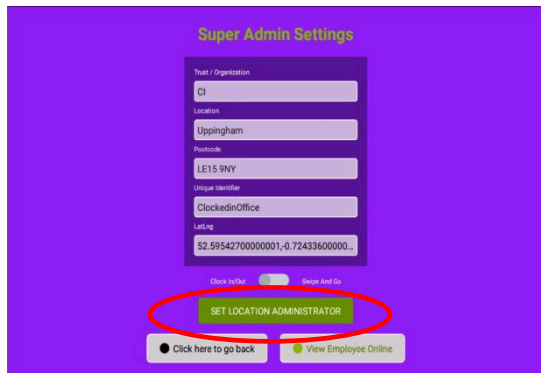 Super Admin Settings
Trust / Organization
CI
Location
Uppingham
Postcode
LE15 9NY
Unique Identifier
ClockedinOffice
LatLng
52.59542700000001,-0.72433600000...
Clock In/Out Swipe And Go
SET LOCATION ADMINISTRATOR
Click here to go back View Employee Online